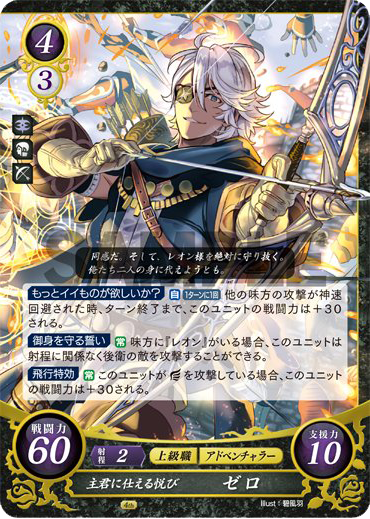 4
3
同感だ。そして、レオン様を絶対に守り抜く。
俺たち二人の身に代えようとも。
もっとイイものが欲しいか？ 自 1ターンに1回 他の味方の攻撃が神速
回避された時、ターン終了まで、このユニットの戦闘力は＋30
される。
御身を守る誓い 常 味方に『レオン』がいる場合、このユニットは
射程に関係なく後衛の敵を攻撃することができる。
飛行特効 常 このユニットが を攻撃している場合、このユニット
の戦闘力は＋30される。
戦闘力
60
射程 2
上級職 アドベンチャラー
支援力
10
主君に仕える悦び ゼロ
4th
Illust：碧風羽